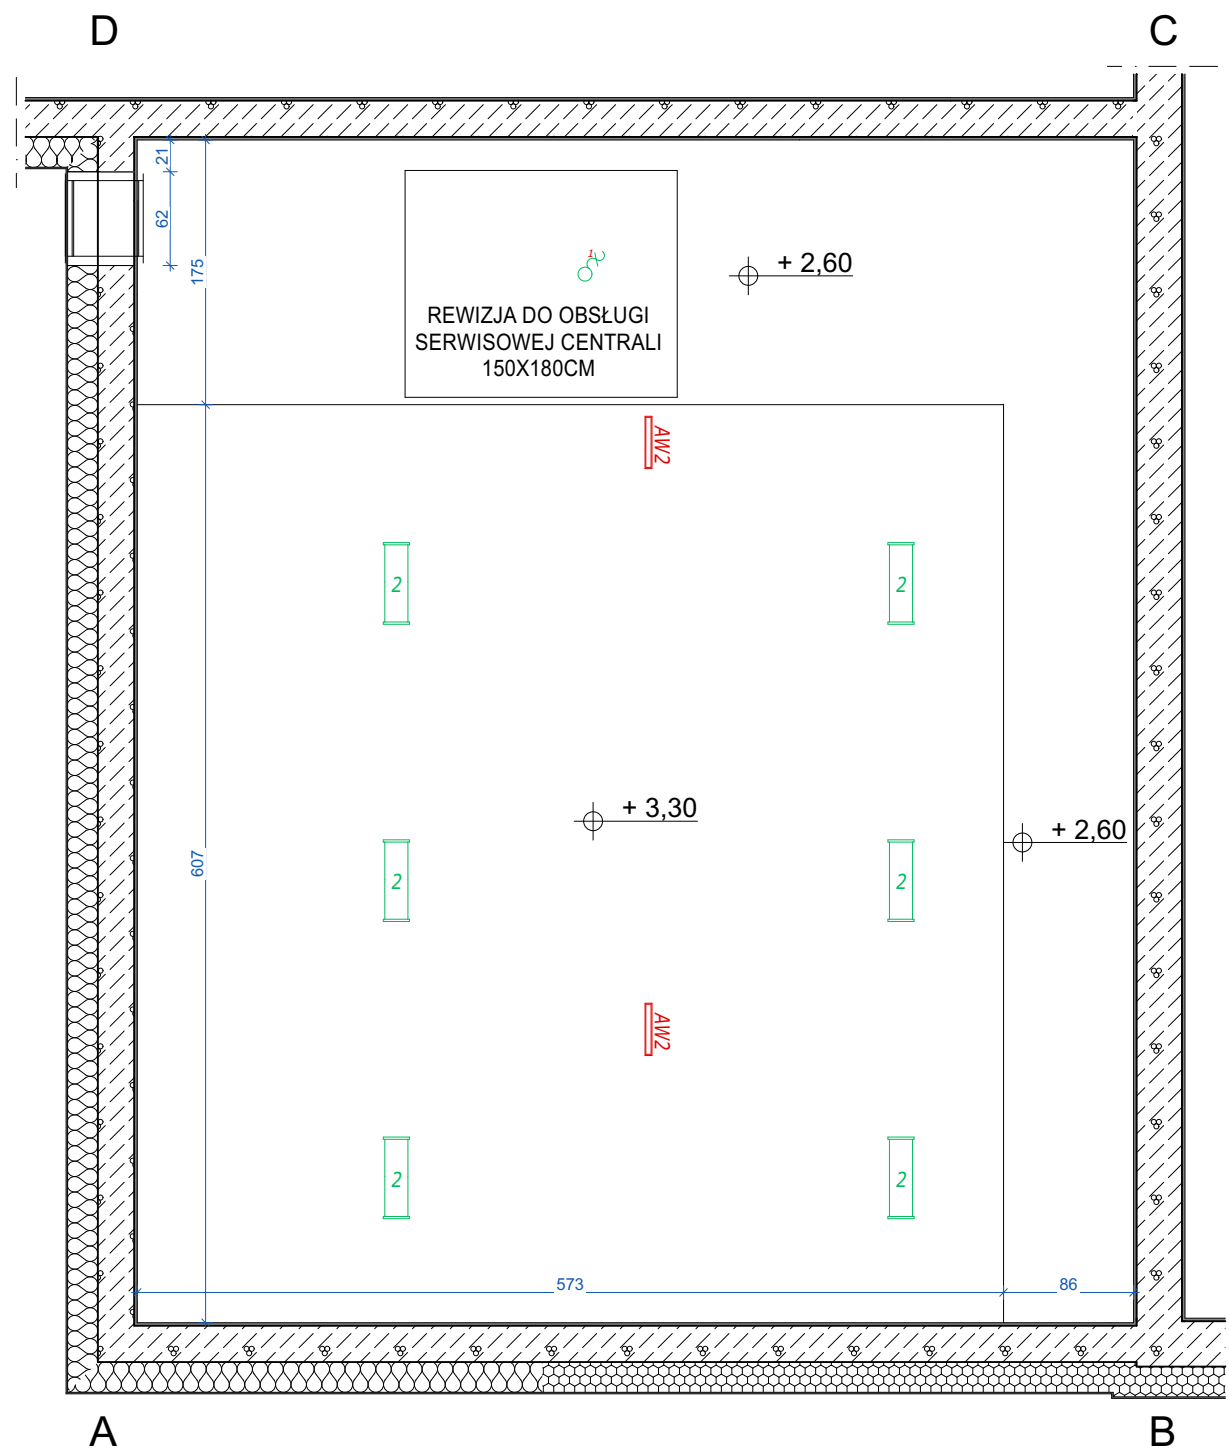 D
C
21
62
175
1
+ 2,60
REWIZJA DO OBSŁUGI
SERWISOWEJ CENTRALI
150X180CM
AW2
2
2
+ 3,30
+ 2,60
607
2
2
AW2
2
2
573
86
A
B